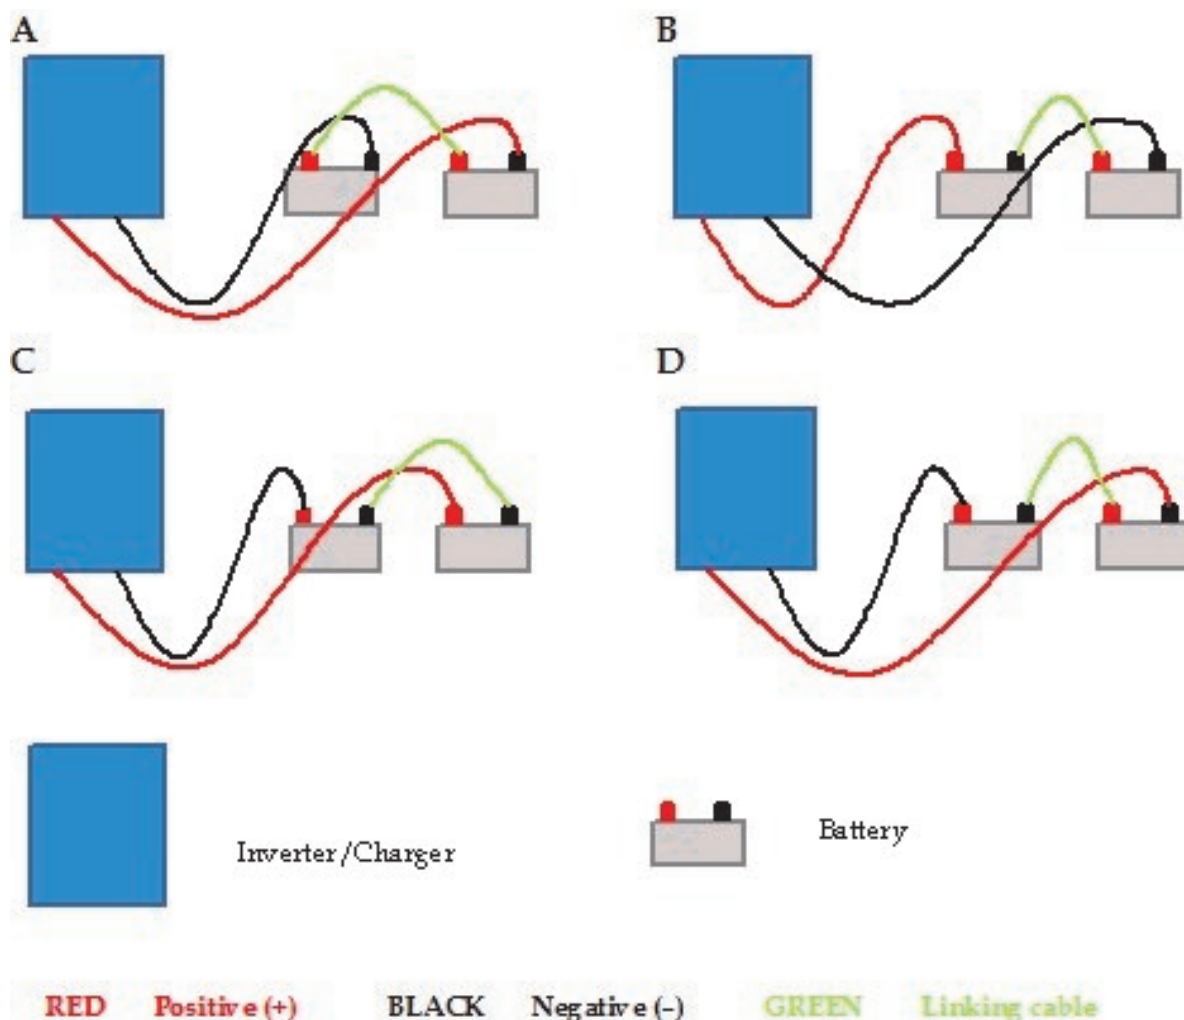 A
B
C
D
Inverter/Charger
Battery
RED Positive (+) BLACK Negative (–) GREEN Linking cable